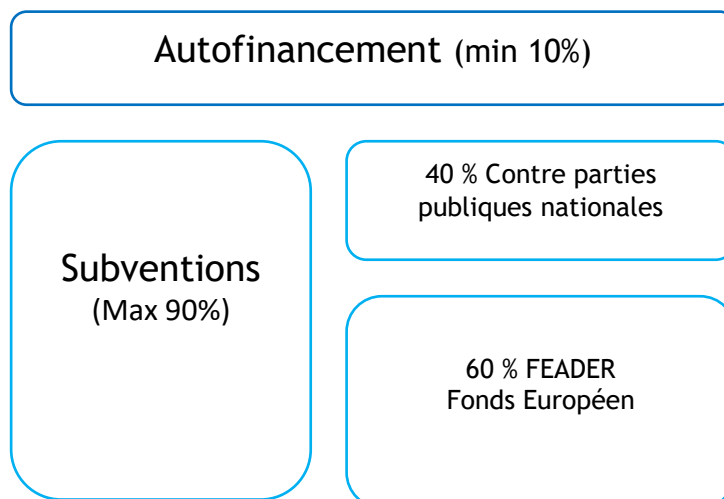 Autofinancement (min 10%)
Subventions
(Max 90%)
40 % Contre parties
publiques nationales
60 % FEADER
Fonds Européen